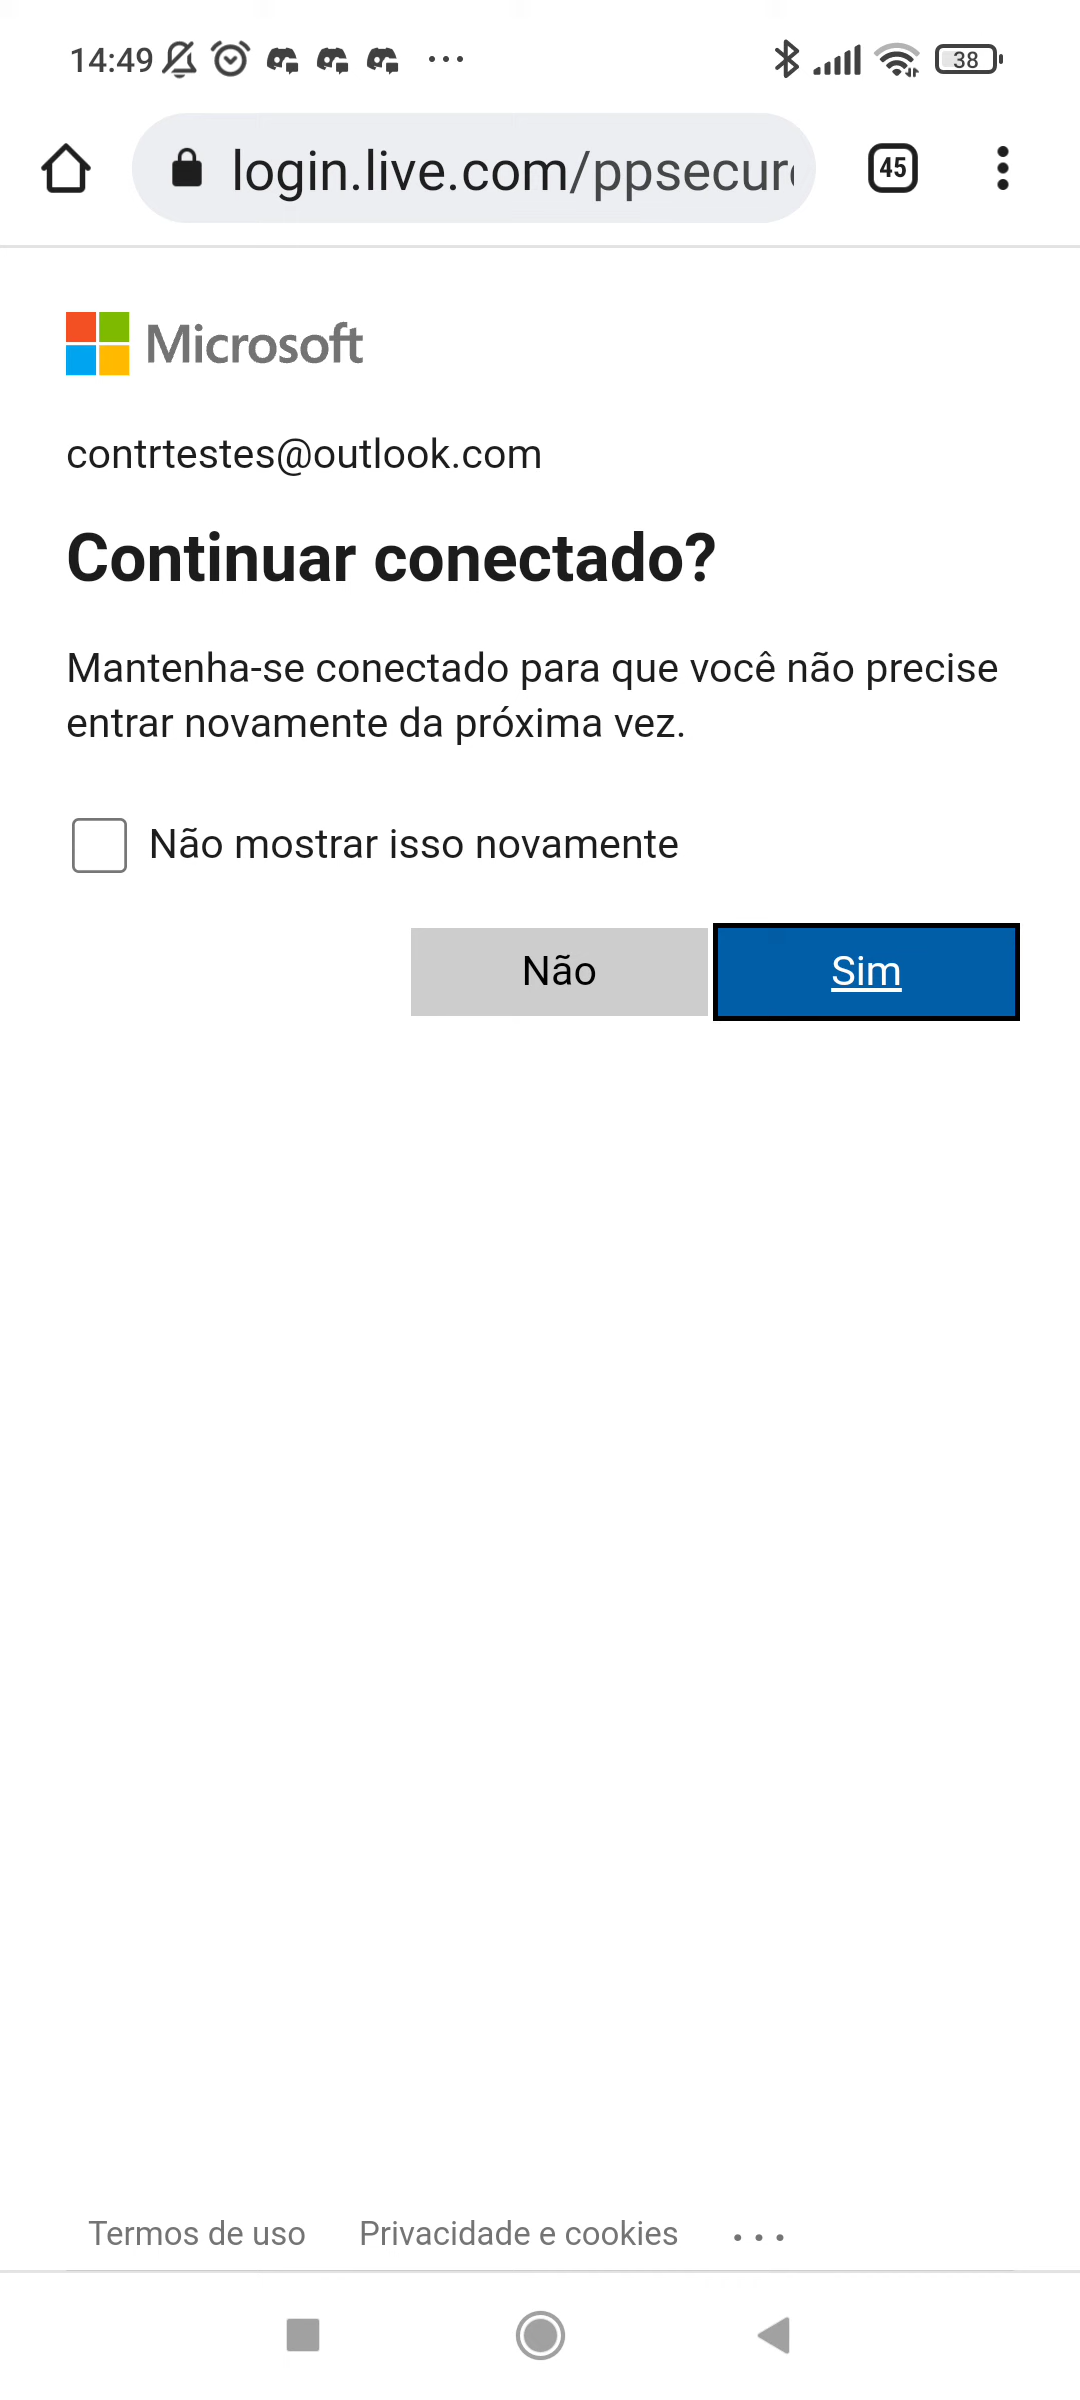 14:49 38
login.live.com/ppsecur
45
Microsoft
contrtestes@outlook.com
Continuar conectado?
Mantenha-se conectado para que você não precise
entrar novamente da próxima vez.
Não mostrar isso novamente
Não Sim
Termos de uso Privacidade e cookies ...